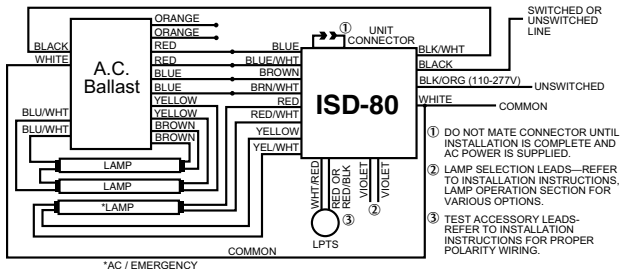 ORANGE
ORANGE
RED
RED
BLUE
BLUE
YELLOW
YELLOW
BROWN
BROWN
BLACK
WHITE
A.C.
Ballast
BLU/WHT
BLU/WHT
LAMP
LAMP
*LAMP
BLUE
BLUE/WHT
BROWN
BRN/WHT
RED
RED/WHT
YELLOW
YEL/WHT
① UNIT
CONNECTOR
ISD-80
BLK/WHT
BLACK
BLK/ORG (110-277V)
WHITE
SWITCHED OR
UNSWITCHED
LINE
UNSWITCHED
COMMON
WHT/RED
RED OR
RED/BLK
VIOLET
VIOLET
③
②
LPTS
COMMON
*AC / EMERGENCY
① DO NOT MATE CONNECTOR UNTIL
INSTALLATION IS COMPLETE AND
AC POWER IS SUPPLIED.
② LAMP SELECTION LEADS—REFER
TO INSTALLATION INSTRUCTIONS,
LAMP OPERATION SECTION FOR
VARIOUS OPTIONS.
③ TEST ACCESSORY LEADS-
REFER TO INSTALLATION
INSTRUCTIONS FOR PROPER
POLARITY WIRING.